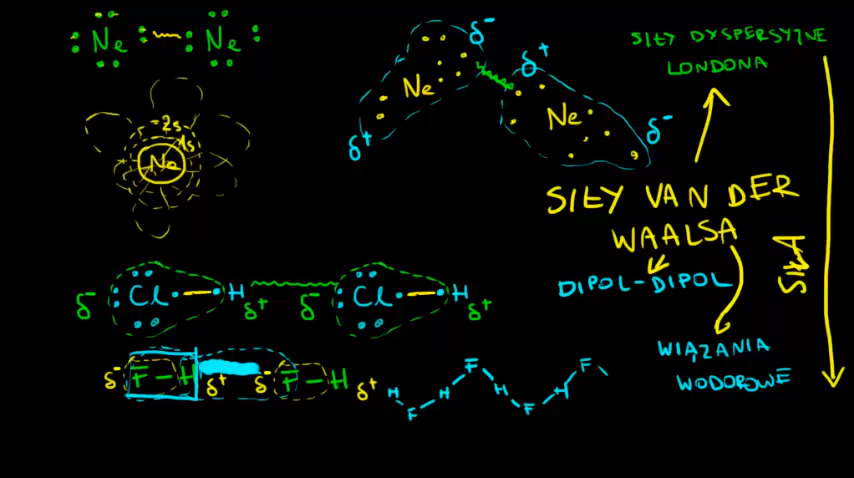 Ne Ne
2s
1s
Ne
δ-
Ne
δ+
δ+
Ne
δ-
SIŁY DYSPERSYJNE
LONDONA
SIŁY VAN DER
WAALSA
DIPOL-DIPOL
WIĄZANIA
WODOROWE
SIŁA
δ- Cl H δ+ δ- Cl H δ+
δ- F - H δ+ δ- F - H δ+
H F H F H F H F